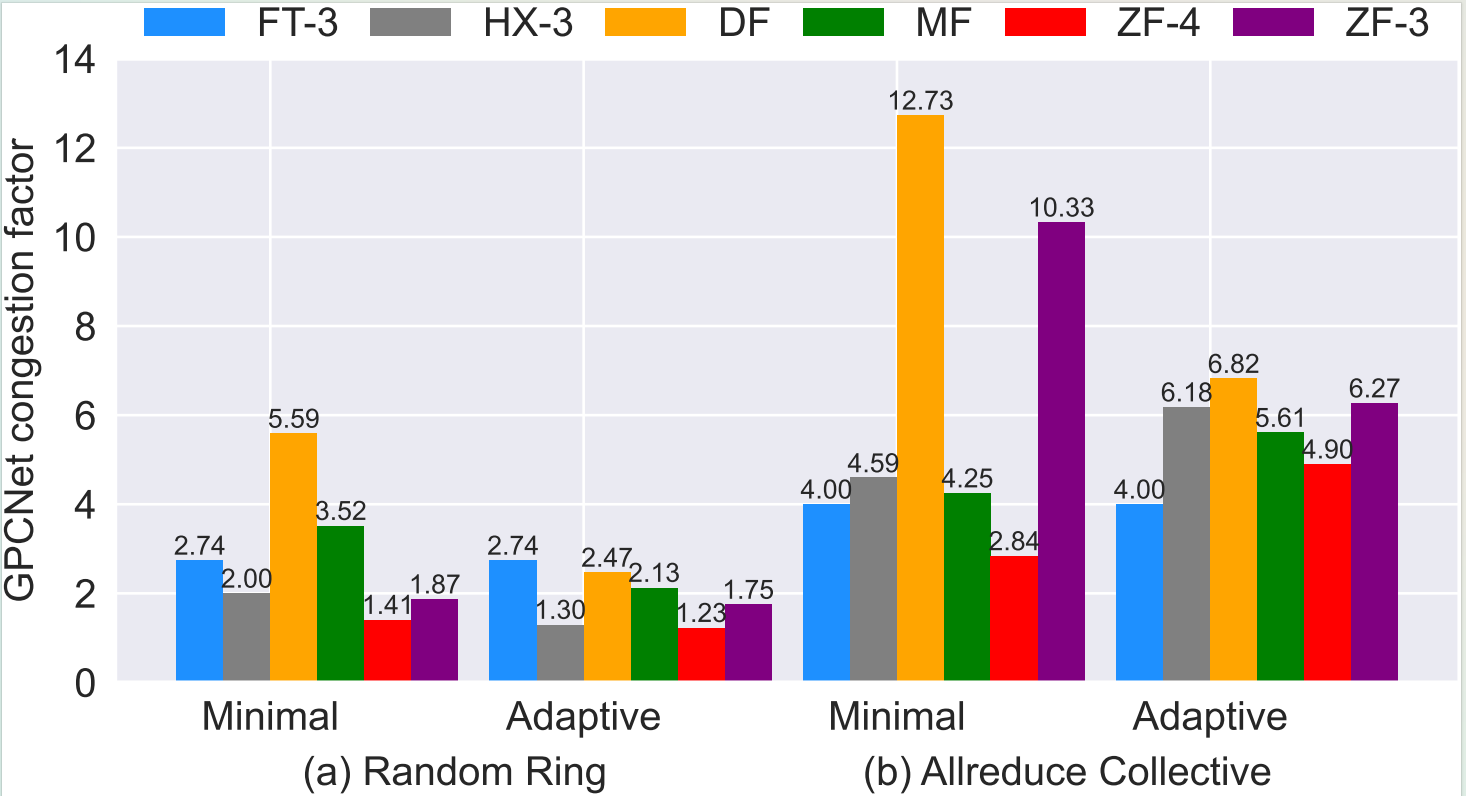 FT-3 HX-3 DF MF ZF-4 ZF-3
GPCNet congestion factor
14
12
10
8
6
4
2
0
2.74 2.00 5.59 3.52 1.41 1.87
2.74 1.30 2.47 2.13 1.23 1.75
4.00 4.59 12.73 4.25 2.84 10.33
4.00 6.18 6.82 5.61 4.90 6.27
Minimal Adaptive Minimal Adaptive
(a) Random Ring (b) Allreduce Collective